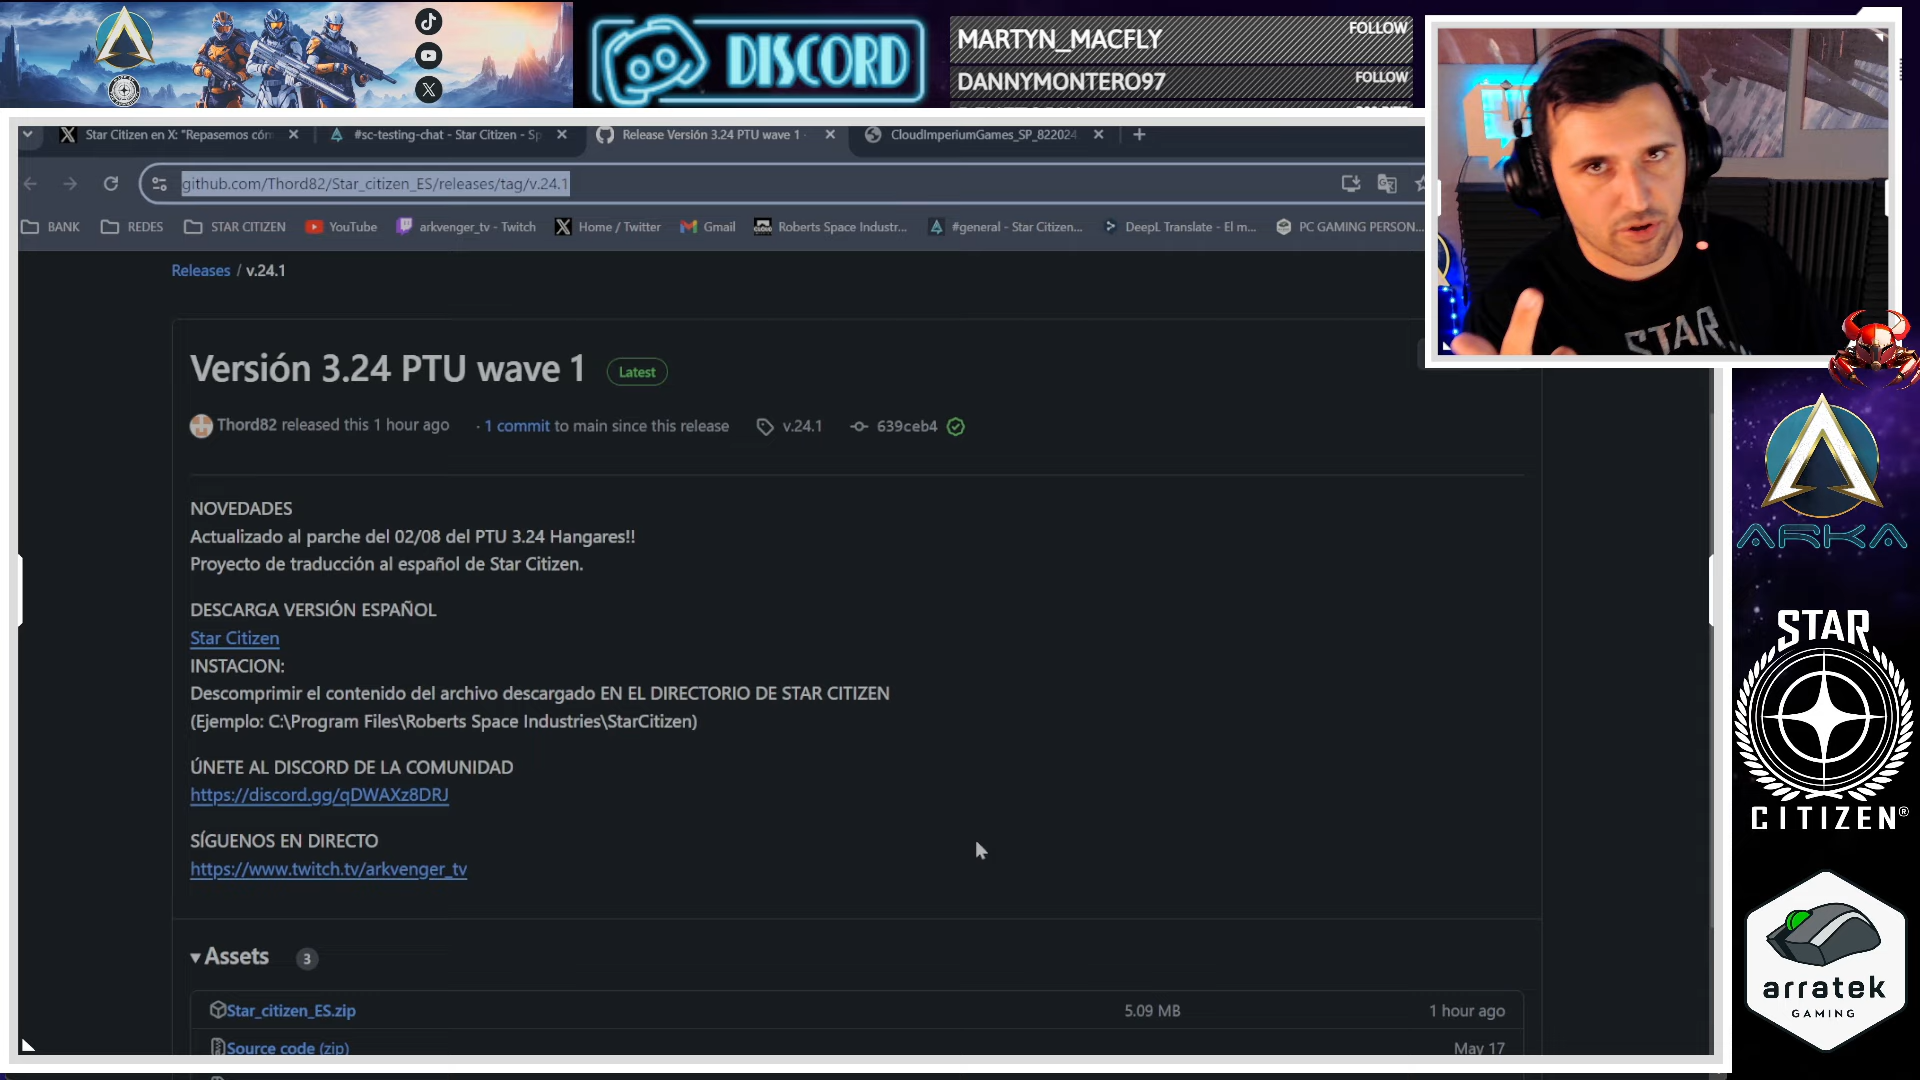 DISCORD
MARTYN_MACFLY FOLLOW
DANNYMONTERO97 FOLLOW
Star Citizen en X: "Repasemos cóm
#sc-testing-chat - Star Citizen - Sp
Release Versión 3.24 PTU wave 1 ·
CloudImperiumGames_SP_822024
github.com/Thord82/Star_citizen_ES/releases/tag/v.24.1
BANK
REDES
STAR CITIZEN
YouTube
arkvenger_tv - Twitch
Home / Twitter
Gmail
Roberts Space Industr...
#general - Star Citizen...
DeepL Translate - El m...
PC GAMING PERSON...
Releases / v.24.1
Versión 3.24 PTU wave 1 Latest
Thord82 released this 1 hour ago · 1 commit to main since this release v.24.1 639ceb4
NOVEDADES
Actualizado al parche del 02/08 del PTU 3.24 Hangares!!
Proyecto de traducción al español de Star Citizen.
DESCARGA VERSIÓN ESPAÑOL
Star Citizen
INSTACION:
Descomprimir el contenido del archivo descargado EN EL DIRECTORIO DE STAR CITIZEN
(Ejemplo: C:\Program Files\Roberts Space Industries\StarCitizen)
ÚNETE AL DISCORD DE LA COMUNIDAD
https://discord.gg/qDWAXz8DRJ
SÍGUENOS EN DIRECTO
https://www.twitch.tv/arkvenger_tv
Assets 3
Star_citizen_ES.zip 5.09 MB 1 hour ago
Source code (zip) May 17
STAR
ARKA
STAR
CITIZEN®
arratek
GAMING